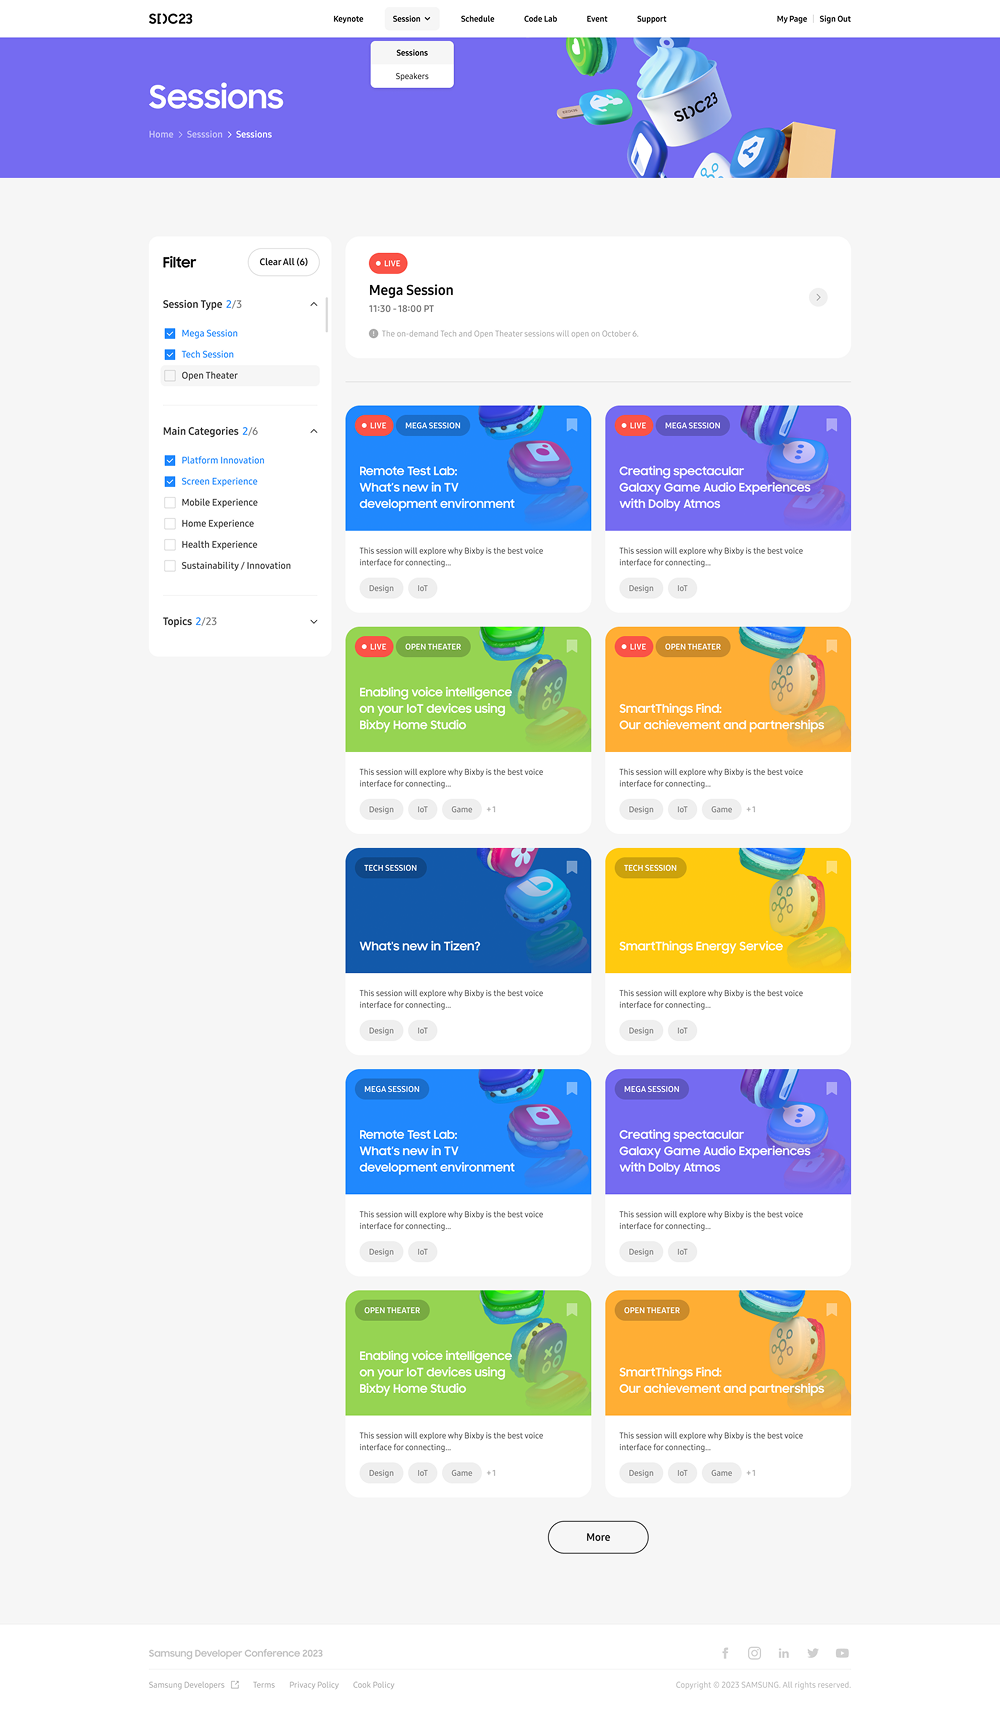 SDC23
Keynote
Session
Schedule
Code Lab
Event
Support
My Page
Sign Out
Sessions
Speakers
Sessions
Home > Sesssion > Sessions
SDC23
Filter
Clear All (6)
Session Type 2/3
Mega Session
Tech Session
Open Theater
Main Categories 2/6
Platform Innovation
Screen Experience
Mobile Experience
Home Experience
Health Experience
Sustainability / Innovation
Topics 2/23
LIVE
Mega Session
11:30 - 18:00 PT
The on-demand Tech and Open Theater sessions will open on October 6.
LIVE
MEGA SESSION
Remote Test Lab:
What's new in TV
development environment
This session will explore why Bixby is the best voice
interface for connecting...
Design
IoT
LIVE
MEGA SESSION
Creating spectacular
Galaxy Game Audio Experiences
with Dolby Atmos
This session will explore why Bixby is the best voice
interface for connecting...
Design
IoT
LIVE
OPEN THEATER
Enabling voice intelligence
on your IoT devices using
Bixby Home Studio
This session will explore why Bixby is the best voice
interface for connecting...
Design
IoT
Game
+1
LIVE
OPEN THEATER
SmartThings Find:
Our achievement and partnerships
This session will explore why Bixby is the best voice
interface for connecting...
Design
IoT
Game
+1
TECH SESSION
What's new in Tizen?
This session will explore why Bixby is the best voice
interface for connecting...
Design
IoT
TECH SESSION
SmartThings Energy Service
This session will explore why Bixby is the best voice
interface for connecting...
Design
IoT
MEGA SESSION
Remote Test Lab:
What's new in TV
development environment
This session will explore why Bixby is the best voice
interface for connecting...
Design
IoT
MEGA SESSION
Creating spectacular
Galaxy Game Audio Experiences
with Dolby Atmos
This session will explore why Bixby is the best voice
interface for connecting...
Design
IoT
OPEN THEATER
Enabling voice intelligence
on your IoT devices using
Bixby Home Studio
This session will explore why Bixby is the best voice
interface for connecting...
Design
IoT
Game
+1
OPEN THEATER
SmartThings Find:
Our achievement and partnerships
This session will explore why Bixby is the best voice
interface for connecting...
Design
IoT
Game
+1
More
Samsung Developer Conference 2023
Samsung Developers
Terms
Privacy Policy
Cook Policy
Copyright © 2023 SAMSUNG. All rights reserved.